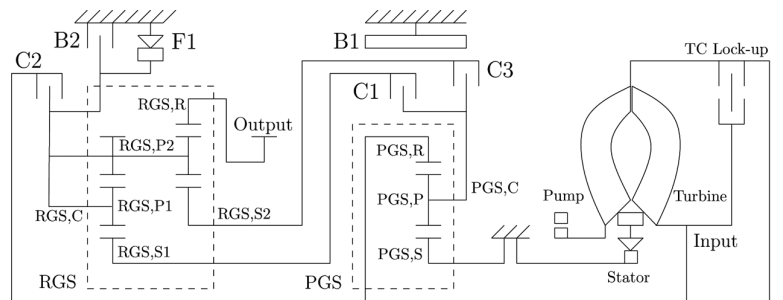 B2
F1
B1
TC Lock-up
C2
C1
C3
RGS,R
Output
RGS,P2
PGS,R
PGS,C
RGS,C
RGS,P1
RGS,S2
PGS,P
Pump
Turbine
RGS,S1
PGS,S
Input
RGS
PGS
Stator